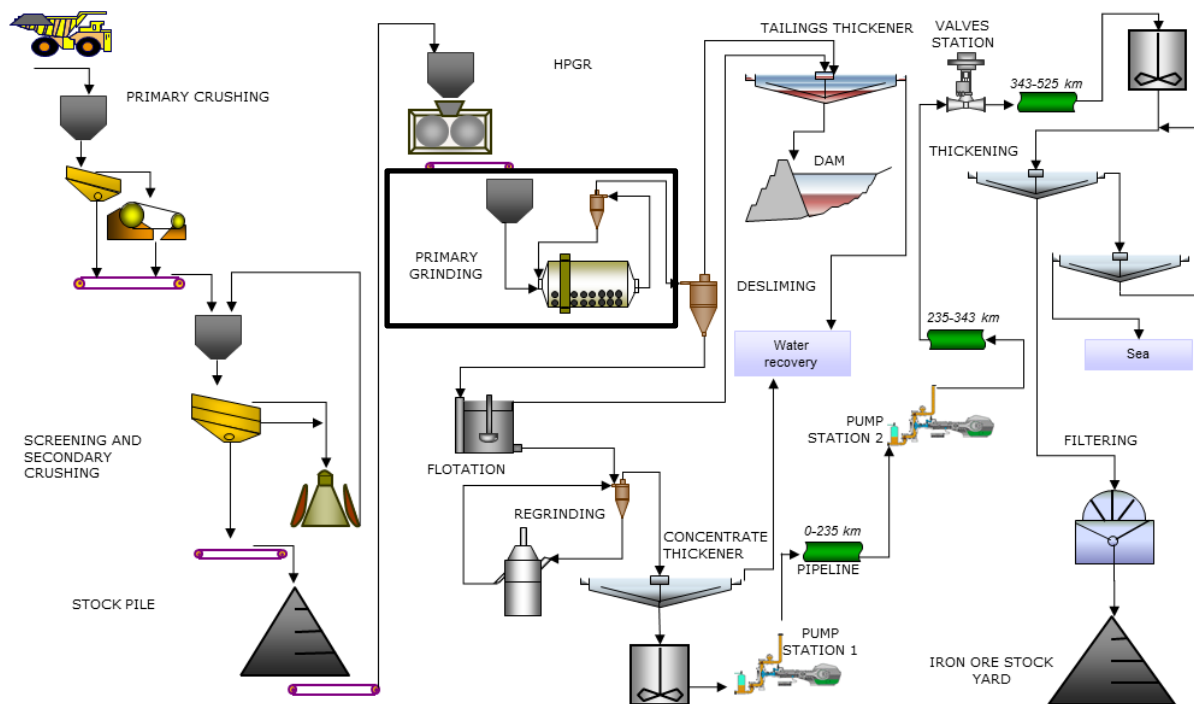 PRIMARY CRUSHING
SCREENING AND
SECONDARY
CRUSHING
STOCK PILE
HPGR
PRIMARY
GRINDING
DESLIMING
FLOTATION
REGRINDING
CONCENTRATE
THICKENER
TAILINGS THICKENER
DAM
Water
recovery
PUMP
STATION 1
0-235 km
PIPELINE
PUMP
STATION 2
235-343 km
VALVES
STATION
343-525 km
THICKENING
Sea
FILTERING
IRON ORE STOCK
YARD